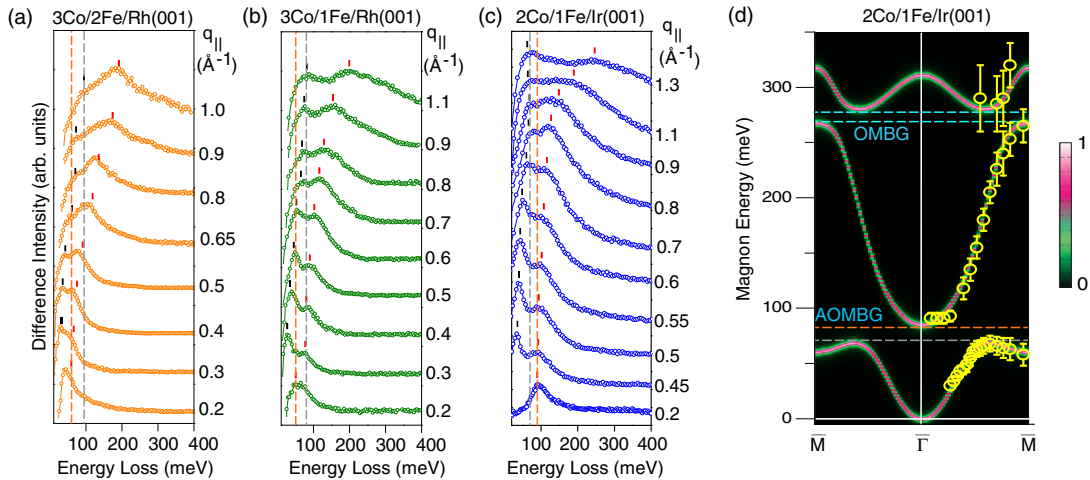 (a)
3Co/2Fe/Rh(001)
q||
(Å-1)
1.0
0.9
0.8
0.65
0.5
0.4
0.3
0.2
100 200 300 400
Energy Loss (meV)
Difference Intensity (arb. units)
(b)
3Co/1Fe/Rh(001)
q||
(Å-1)
1.1
0.9
0.8
0.7
0.6
0.5
0.4
0.3
0.2
100 200 300 400
Energy Loss (meV)
(c)
2Co/1Fe/Ir(001)
q||
(Å-1)
1.3
1.1
0.9
0.8
0.7
0.6
0.55
0.5
0.45
0.2
100 200 300 400
Energy Loss (meV)
(d)
2Co/1Fe/Ir(001)
Magnon Energy (meV)
300
200
100
0
OMBG
AOMBG
M̅ Γ̅ M̅
1
0